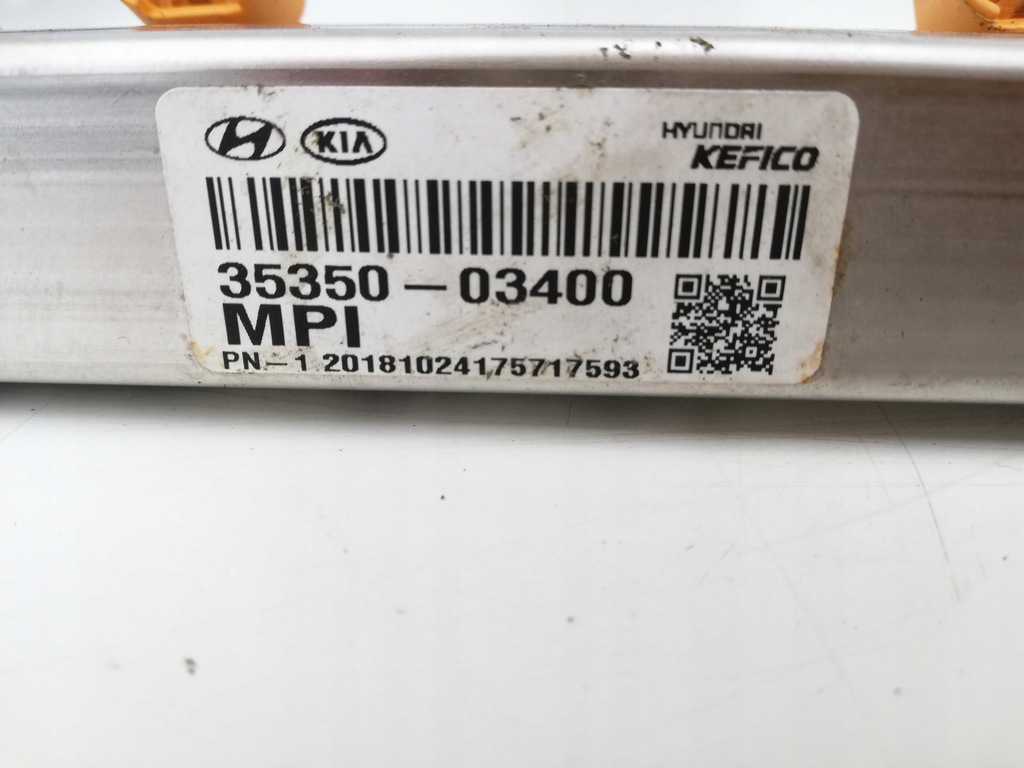 KIA
HYUNDAI
KEFICO
35350-03400
MPI
PN-1 20181024175717593